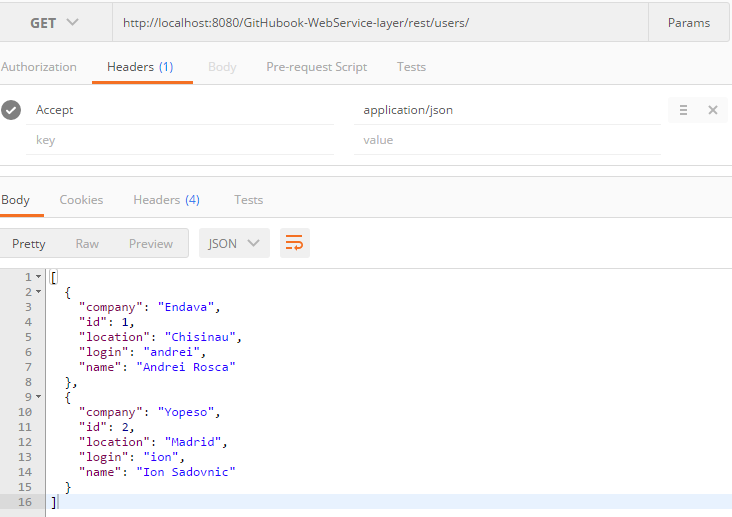 GET http://localhost:8080/GitHubook-WebService-layer/rest/users/ Params
Authorization Headers (1) Body Pre-request Script Tests
Accept application/json
key value
Body Cookies Headers (4) Tests
Pretty Raw Preview JSON
1 [
2 {
3 "company": "Endava",
4 "id": 1,
5 "location": "Chisinau",
6 "login": "andrei",
7 "name": "Andrei Rosca"
8 },
9 {
10 "company": "Yopeso",
11 "id": 2,
12 "location": "Madrid",
13 "login": "ion",
14 "name": "Ion Sadovnic"
15 }
16 ]